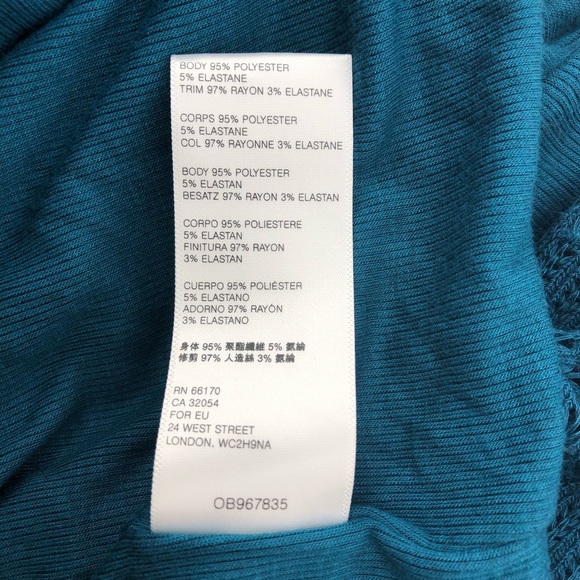 BODY 95% POLYESTER
5% ELASTANE
TRIM 97% RAYON 3% ELASTANE
CORPS 95% POLYESTER
5% ELASTANE
COL 97% RAYONNE 3% ELASTANE
BODY 95% POLYESTER
5% ELASTAN
BESATZ 97% RAYON 3% ELASTAN
CORPO 95% POLIESTERE
5% ELASTAN
FINITURA 97% RAYON
3% ELASTAN
CUERPO 95% POLIÉSTER
5% ELASTANO
ADORNO 97% RAYÓN
3% ELASTANO
身体 95% 聚酯纖維 5% 氨綸
修剪 97% 人造絲 3% 氨綸
RN 66170
CA 32054
FOR EU
24 WEST STREET
LONDON, WC2H9NA
OB967835